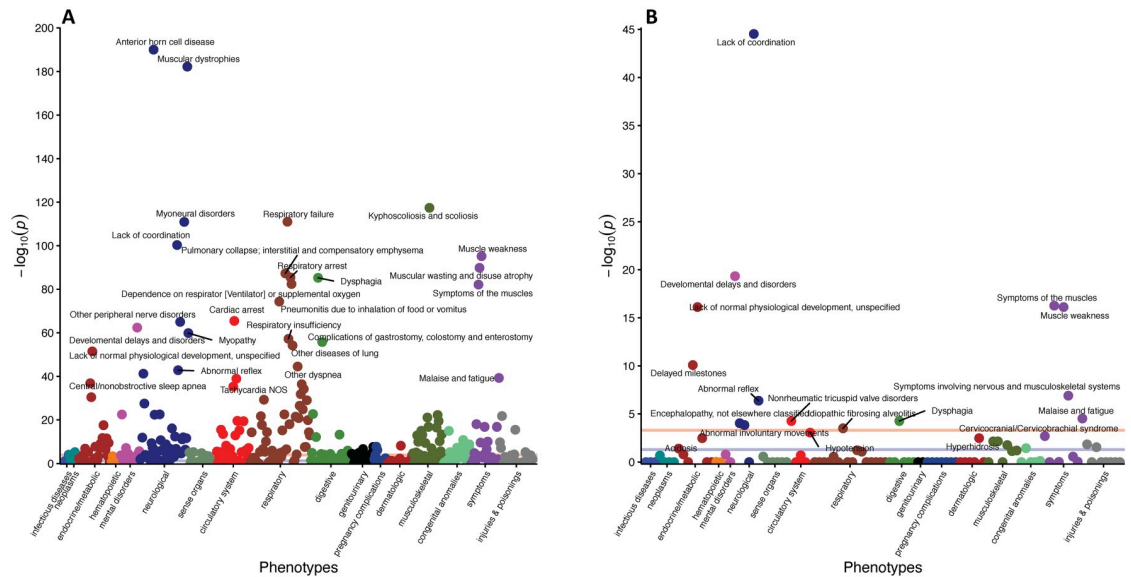 A
200
180
160
140
120
100
80
60
40
20
0
−log10(p)
Anterior horn cell disease
Muscular dystrophies
Myoneural disorders
Respiratory failure
Kyphoscoliosis and scoliosis
Lack of coordination
Pulmonary collapse; interstitial and compensatory emphysema
Muscle weakness
Respiratory arrest
Dysphagia
Muscular wasting and disuse atrophy
Dependence on respirator [Ventilator] or supplemental oxygen
Symptoms of the muscles
Pneumonitis due to inhalation of food or vomitus
Cardiac arrest
Other peripheral nerve disorders
Respiratory insufficiency
Develomental delays and disorders
Myopathy
Complications of gastrostomy, colostomy and enterostomy
Lack of normal physiological development, unspecified
Other diseases of lung
Abnormal reflex
Other dyspnea
Malaise and fatigue
Central/nonobstroctive sleep apnea
Tachycardia NOS
infectious diseases
neoplasms
endocrine/metabolic
hematopoietic
mental disorders
neurological
sense organs
circulatory system
respiratory
digestive
genitourinary
pregnancy complications
dermatologic
musculoskeletal
congenital anomalies
symptoms
injuries & poisonings
Phenotypes
B
45
40
35
30
25
20
15
10
5
0
−log10(p)
Lack of coordination
Develomental delays and disorders
Lack of normal physiological development, unspecified
Symptoms of the muscles
Muscle weakness
Delayed milestones
Abnormal reflex
Symptoms involving nervous and musculoskeletal systems
Nonrheumatic tricuspid valve disorders
Encephalopathy, not elsewhere classified
Idiopathic fibrosing alveolitis
Dysphagia
Malaise and fatigue
Abnormal involuntary movements
Cervicocranial/Cervicobrachial syndrome
Acidosis
Hypotension
Hyperhidrosis
infectious diseases
neoplasms
endocrine/metabolic
hematopoietic
mental disorders
neurological
sense organs
circulatory system
respiratory
digestive
genitourinary
pregnancy complications
dermatologic
musculoskeletal
congenital anomalies
symptoms
injuries & poisonings
Phenotypes